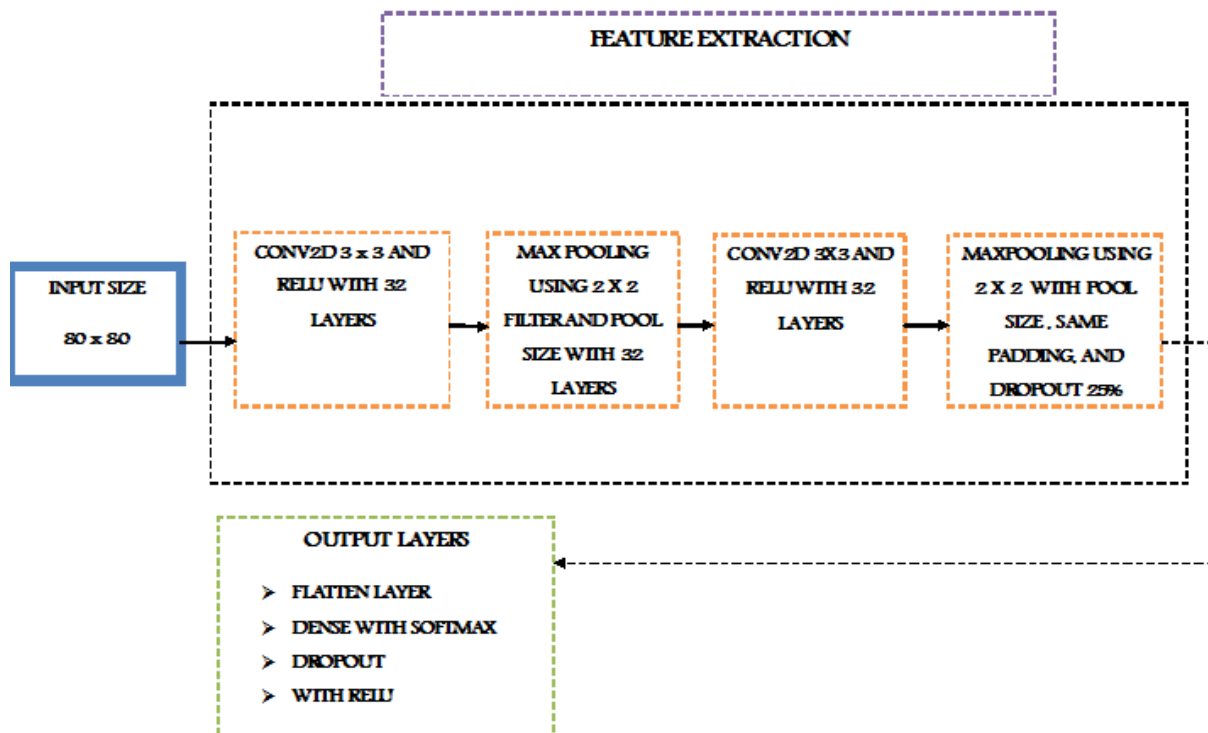 FEATURE EXTRACTION
INPUT SIZE
80 x 80
CONV2D 3 x 3 AND
RELU WITH 32
LAYERS
MAX POOLING
USING 2 X 2
FILTER AND POOL
SIZE WITH 32
LAYERS
CONV2D 3X3 AND
RELU WITH 32
LAYERS
MAXPOOLING USING
2 X 2 WITH POOL
SIZE , SAME
PADDING, AND
DROPOUT 25%
OUTPUT LAYERS
➢ FLATTEN LAYER
➢ DENSE WITH SOFTMAX
➢ DROPOUT
➢ WITH RELU